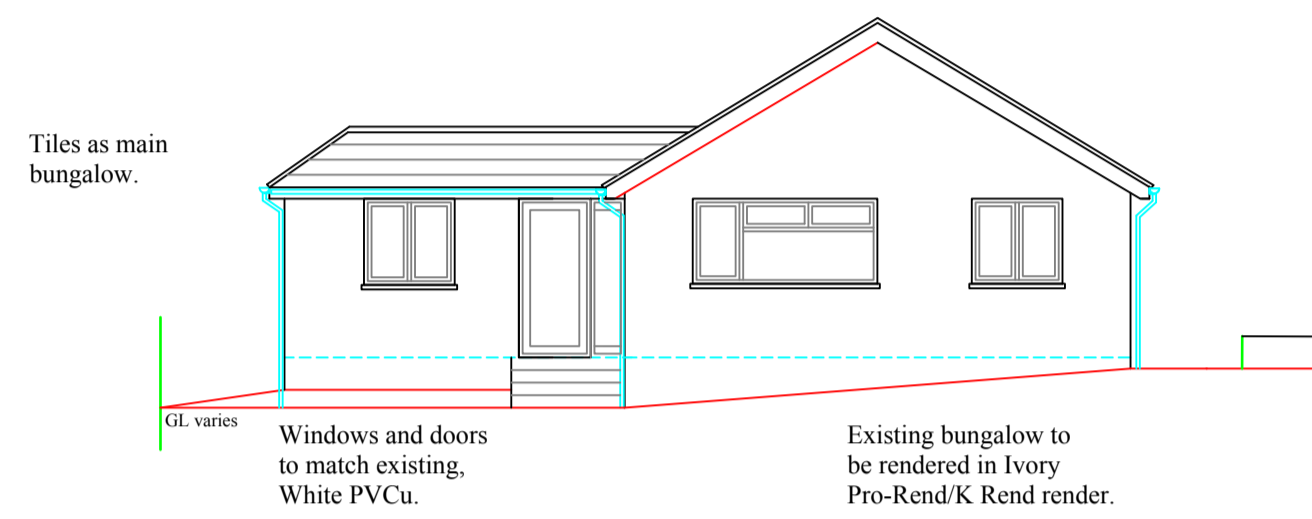 Tiles as main
bungalow.
GL varies
Windows and doors
to match existing,
White PVCu.
Existing bungalow to
be rendered in Ivory
Pro-Rend/K Rend render.